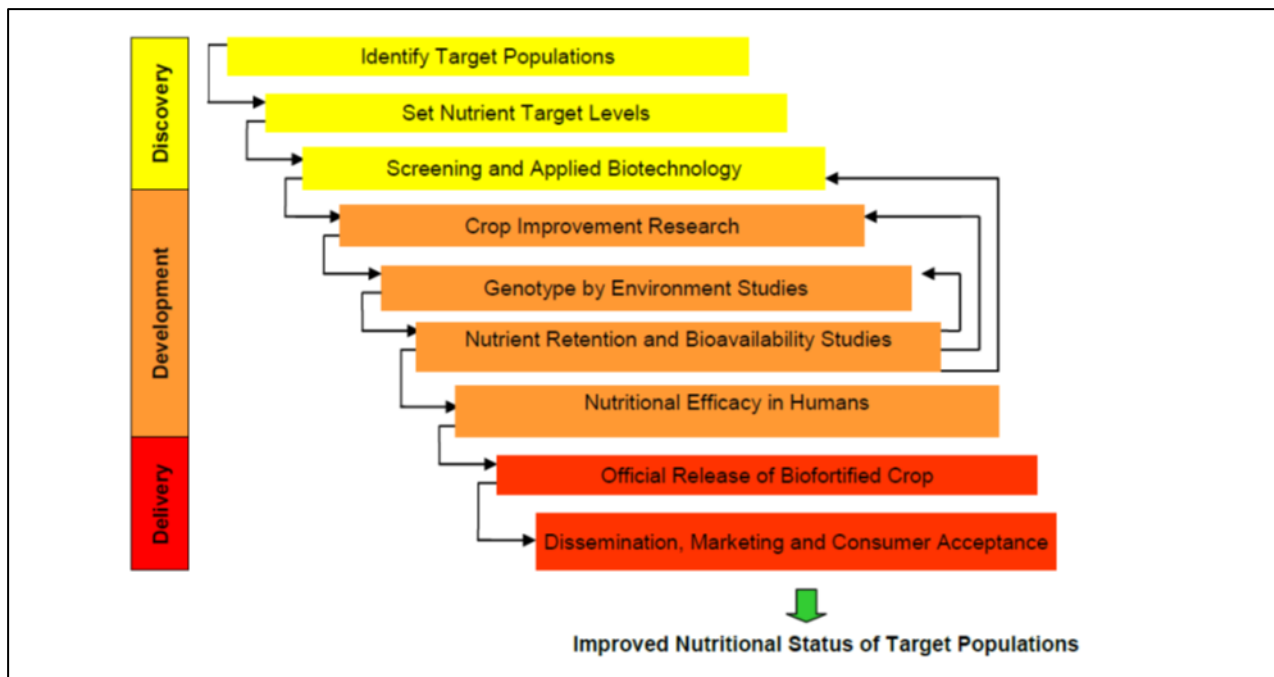 Discovery
Identify Target Populations
Set Nutrient Target Levels
Screening and Applied Biotechnology
Development
Crop Improvement Research
Genotype by Environment Studies
Nutrient Retention and Bioavailability Studies
Nutritional Efficacy in Humans
Delivery
Official Release of Biofortified Crop
Dissemination, Marketing and Consumer Acceptance
Improved Nutritional Status of Target Populations